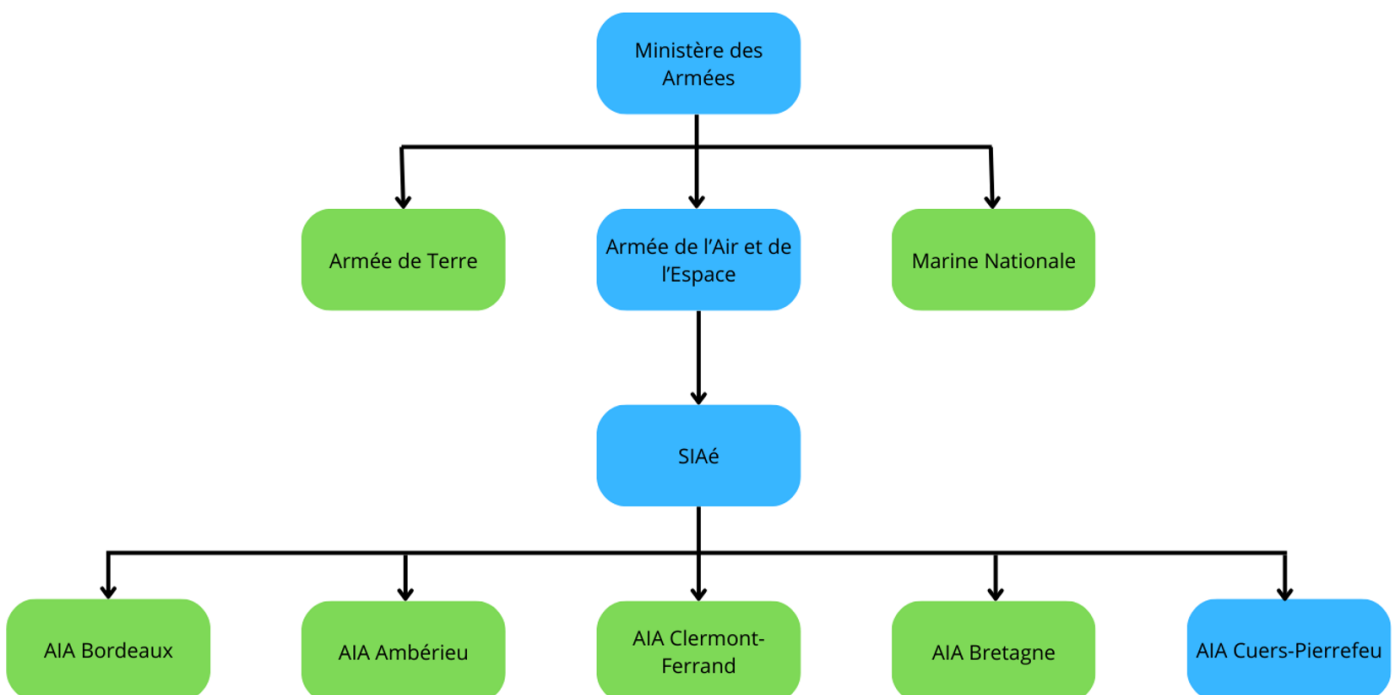 Ministère des
Armées
Armée de Terre
Armée de l’Air et de
l’Espace
Marine Nationale
SIAé
AIA Bordeaux
AIA Ambérieu
AIA Clermont-
Ferrand
AIA Bretagne
AIA Cuers-Pierrefeu